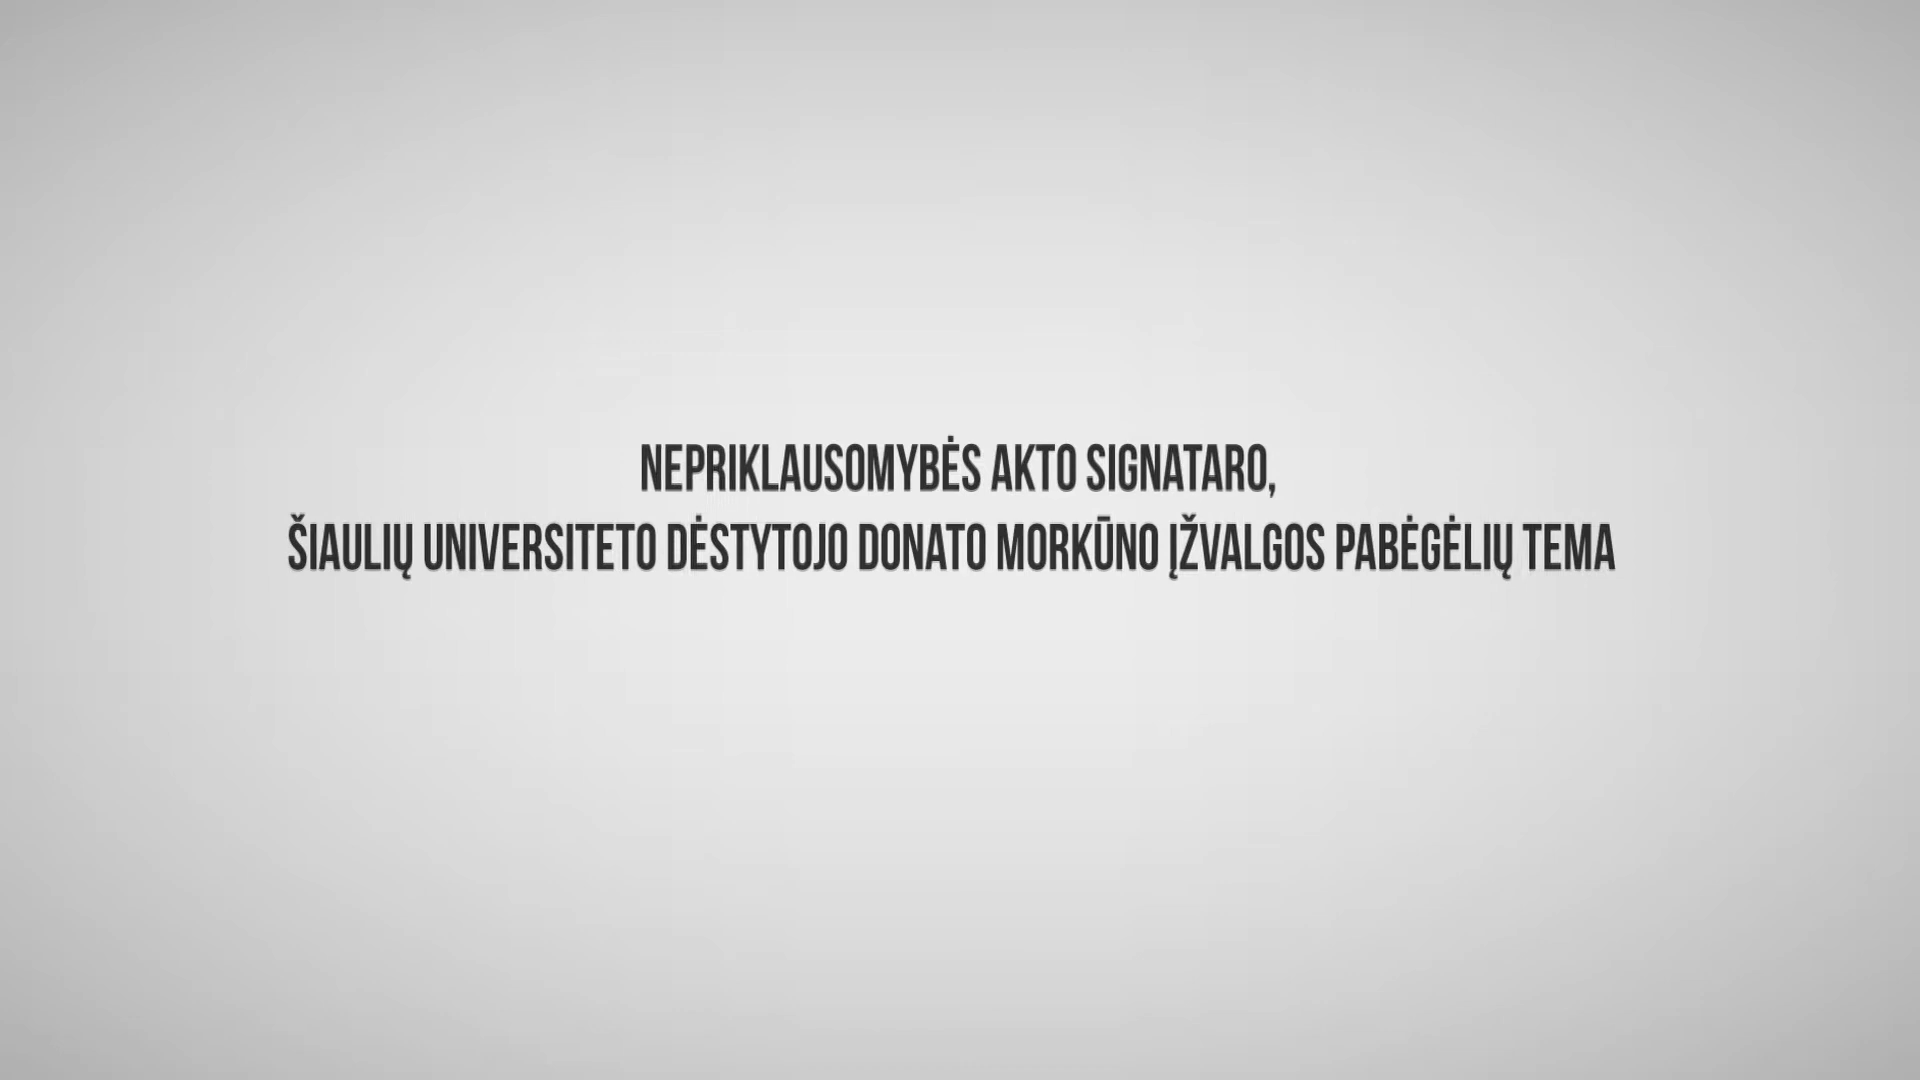 NEPRIKLAUSOMYBĖS AKTO SIGNATARO,
ŠIAULIŲ UNIVERSITETO DĖSTYTOJO DONATO MORKŪNO ĮŽVALGOS PABĖGĖLIŲ TEMA